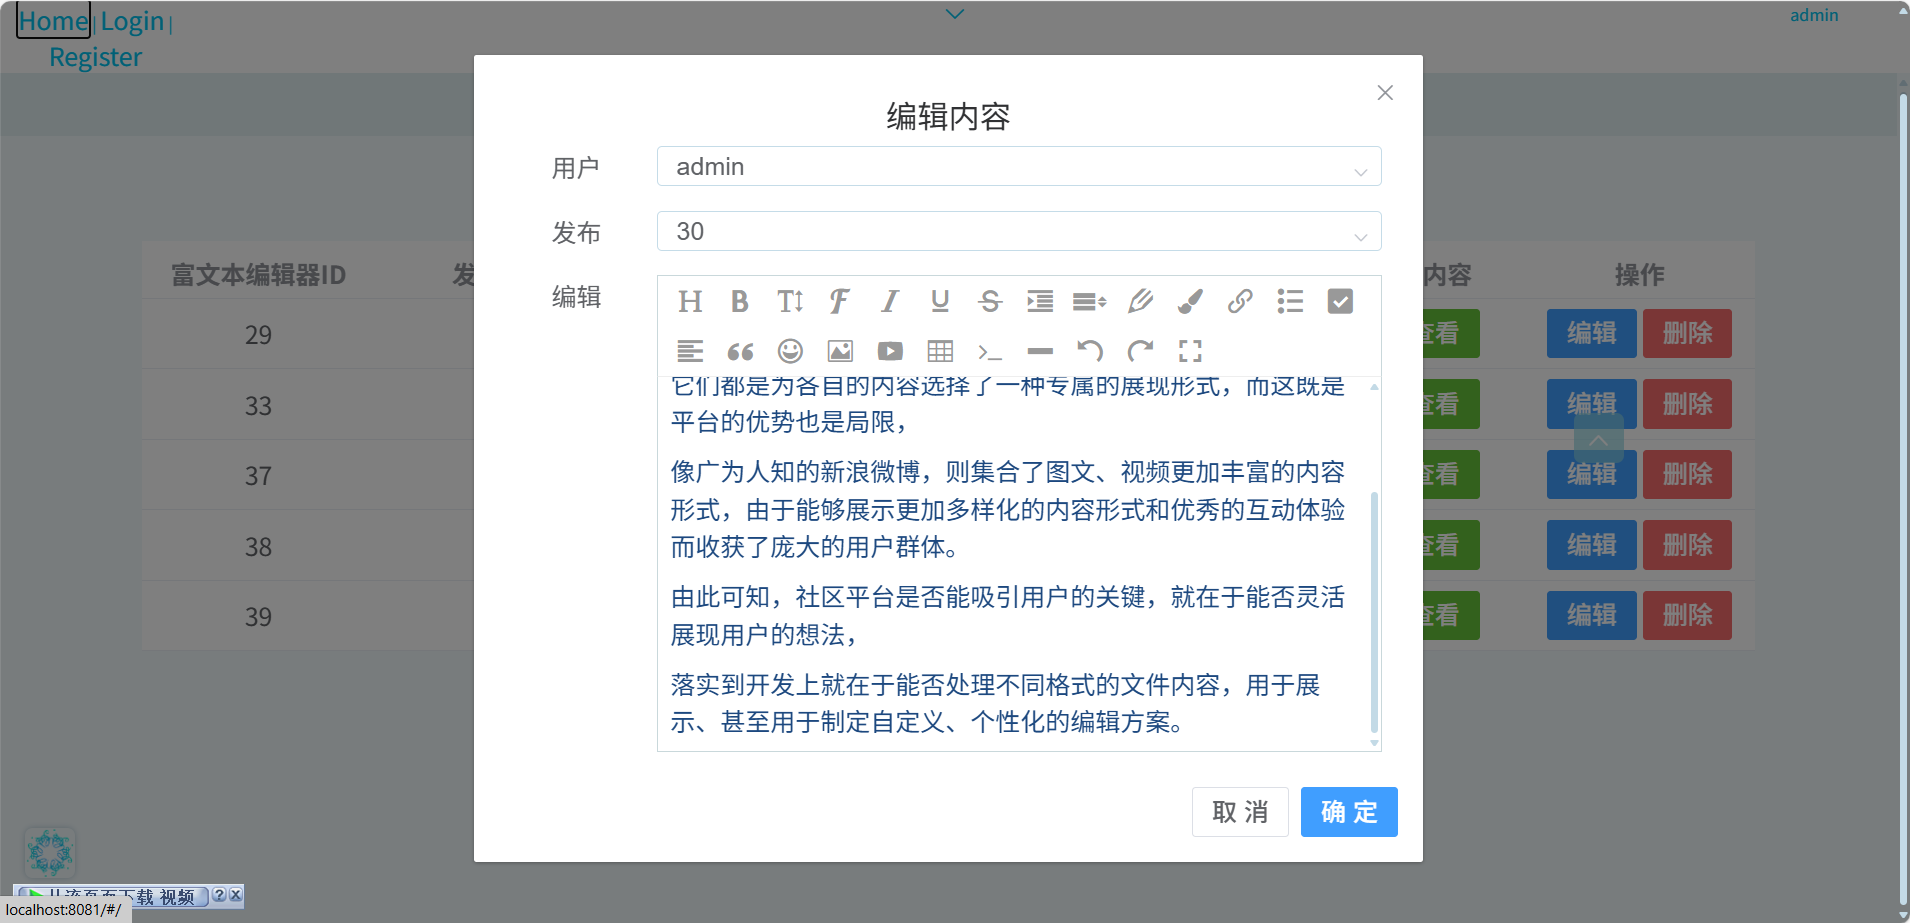 Home | Login |
Register
admin
编辑内容
用户
admin
发布
30
编辑
它们都是为各自的内容选择了一种专属的展现形式，而这既是
平台的优势也是局限，
像广为人知的新浪微博，则集合了图文、视频更加丰富的内容
形式，由于能够展示更加多样化的内容形式和优秀的互动体验
而收获了庞大的用户群体。
由此可知，社区平台是否能吸引用户的关键，就在于能否灵活
展现用户的想法，
落实到开发上就在于能否处理不同格式的文件内容，用于展
示、甚至用于制定自定义、个性化的编辑方案。
取 消 确 定
富文本编辑器ID 发 内容 操作
29 查看 编辑 删除
33 查看 编辑 删除
37 查看 编辑 删除
38 查看 编辑 删除
39 查看 编辑 删除
下载 视频
localhost:8081/#/